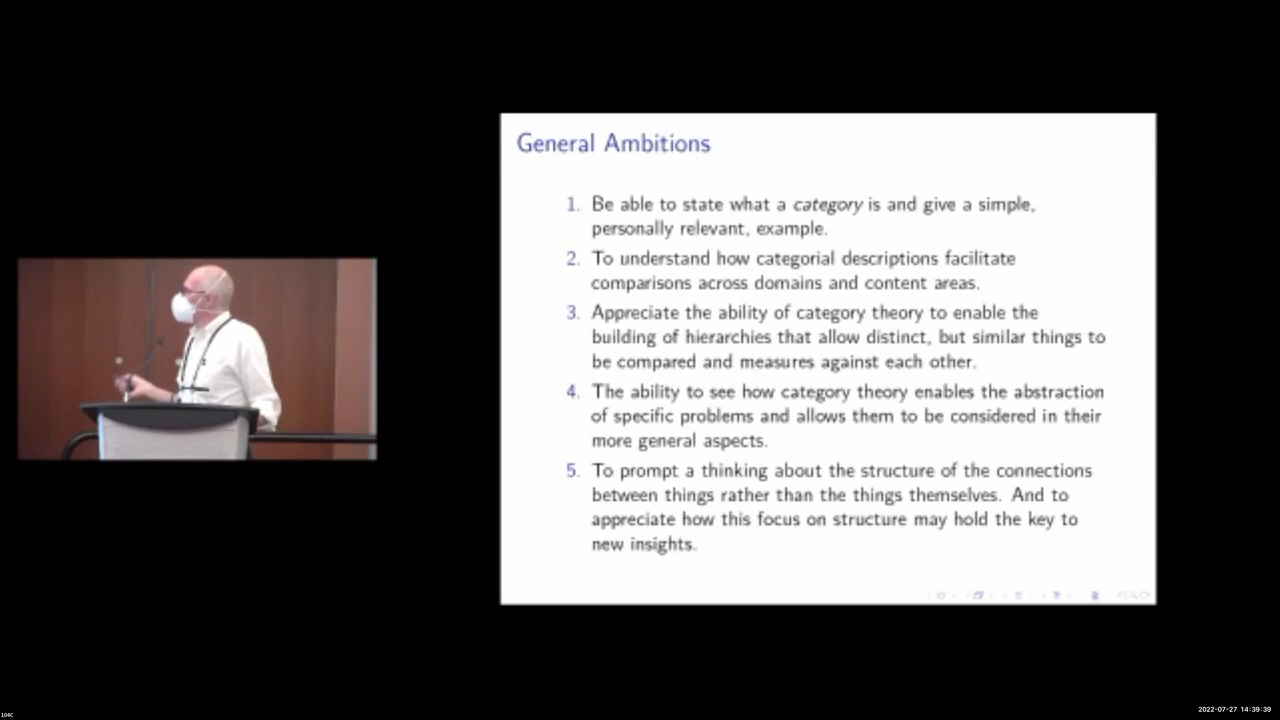 General Ambitions
1. Be able to state what a category is and give a simple,
personally relevant, example.
2. To understand how categorial descriptions facilitate
comparisons across domains and content areas.
3. Appreciate the ability of category theory to enable the
building of hierarchies that allow distinct, but similar things to
be compared and measures against each other.
4. The ability to see how category theory enables the abstraction
of specific problems and allows them to be considered in their
more general aspects.
5. To prompt a thinking about the structure of the connections
between things rather than the things themselves. And to
appreciate how this focus on structure may hold the key to
new insights.
104C
2022-07-27 14:39:39